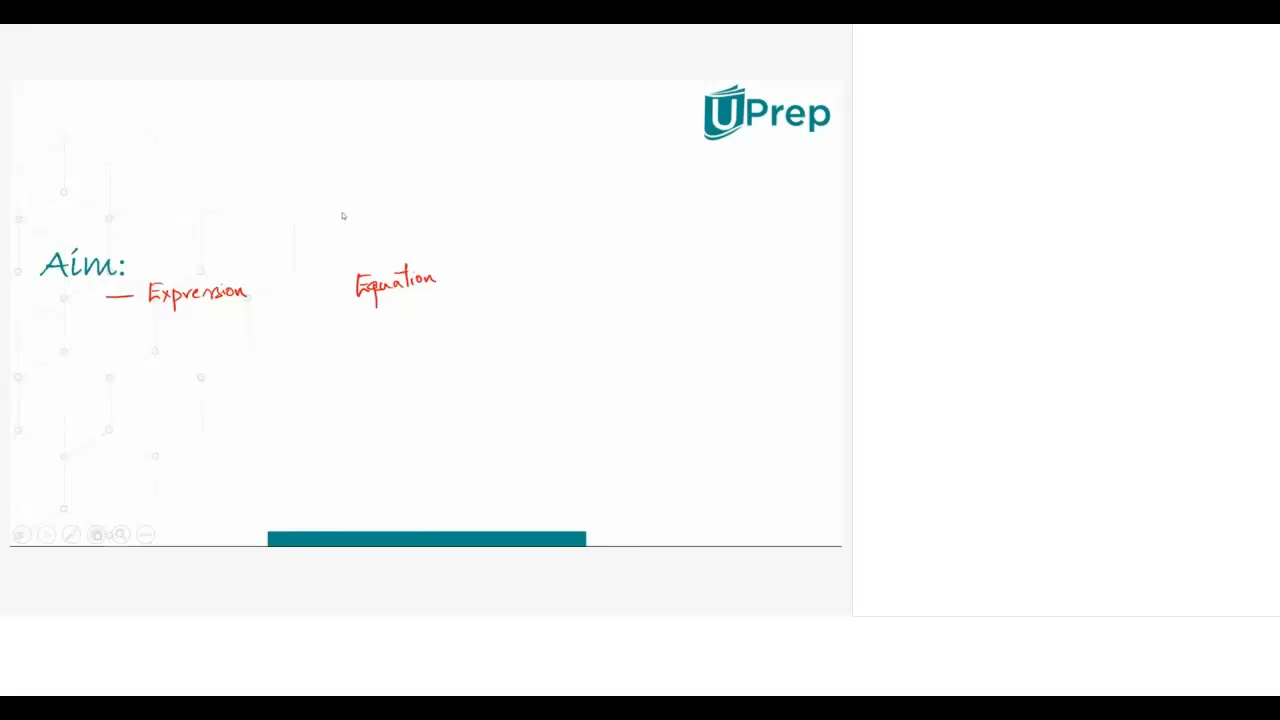 UPrep
Aim:
— Expression Equation